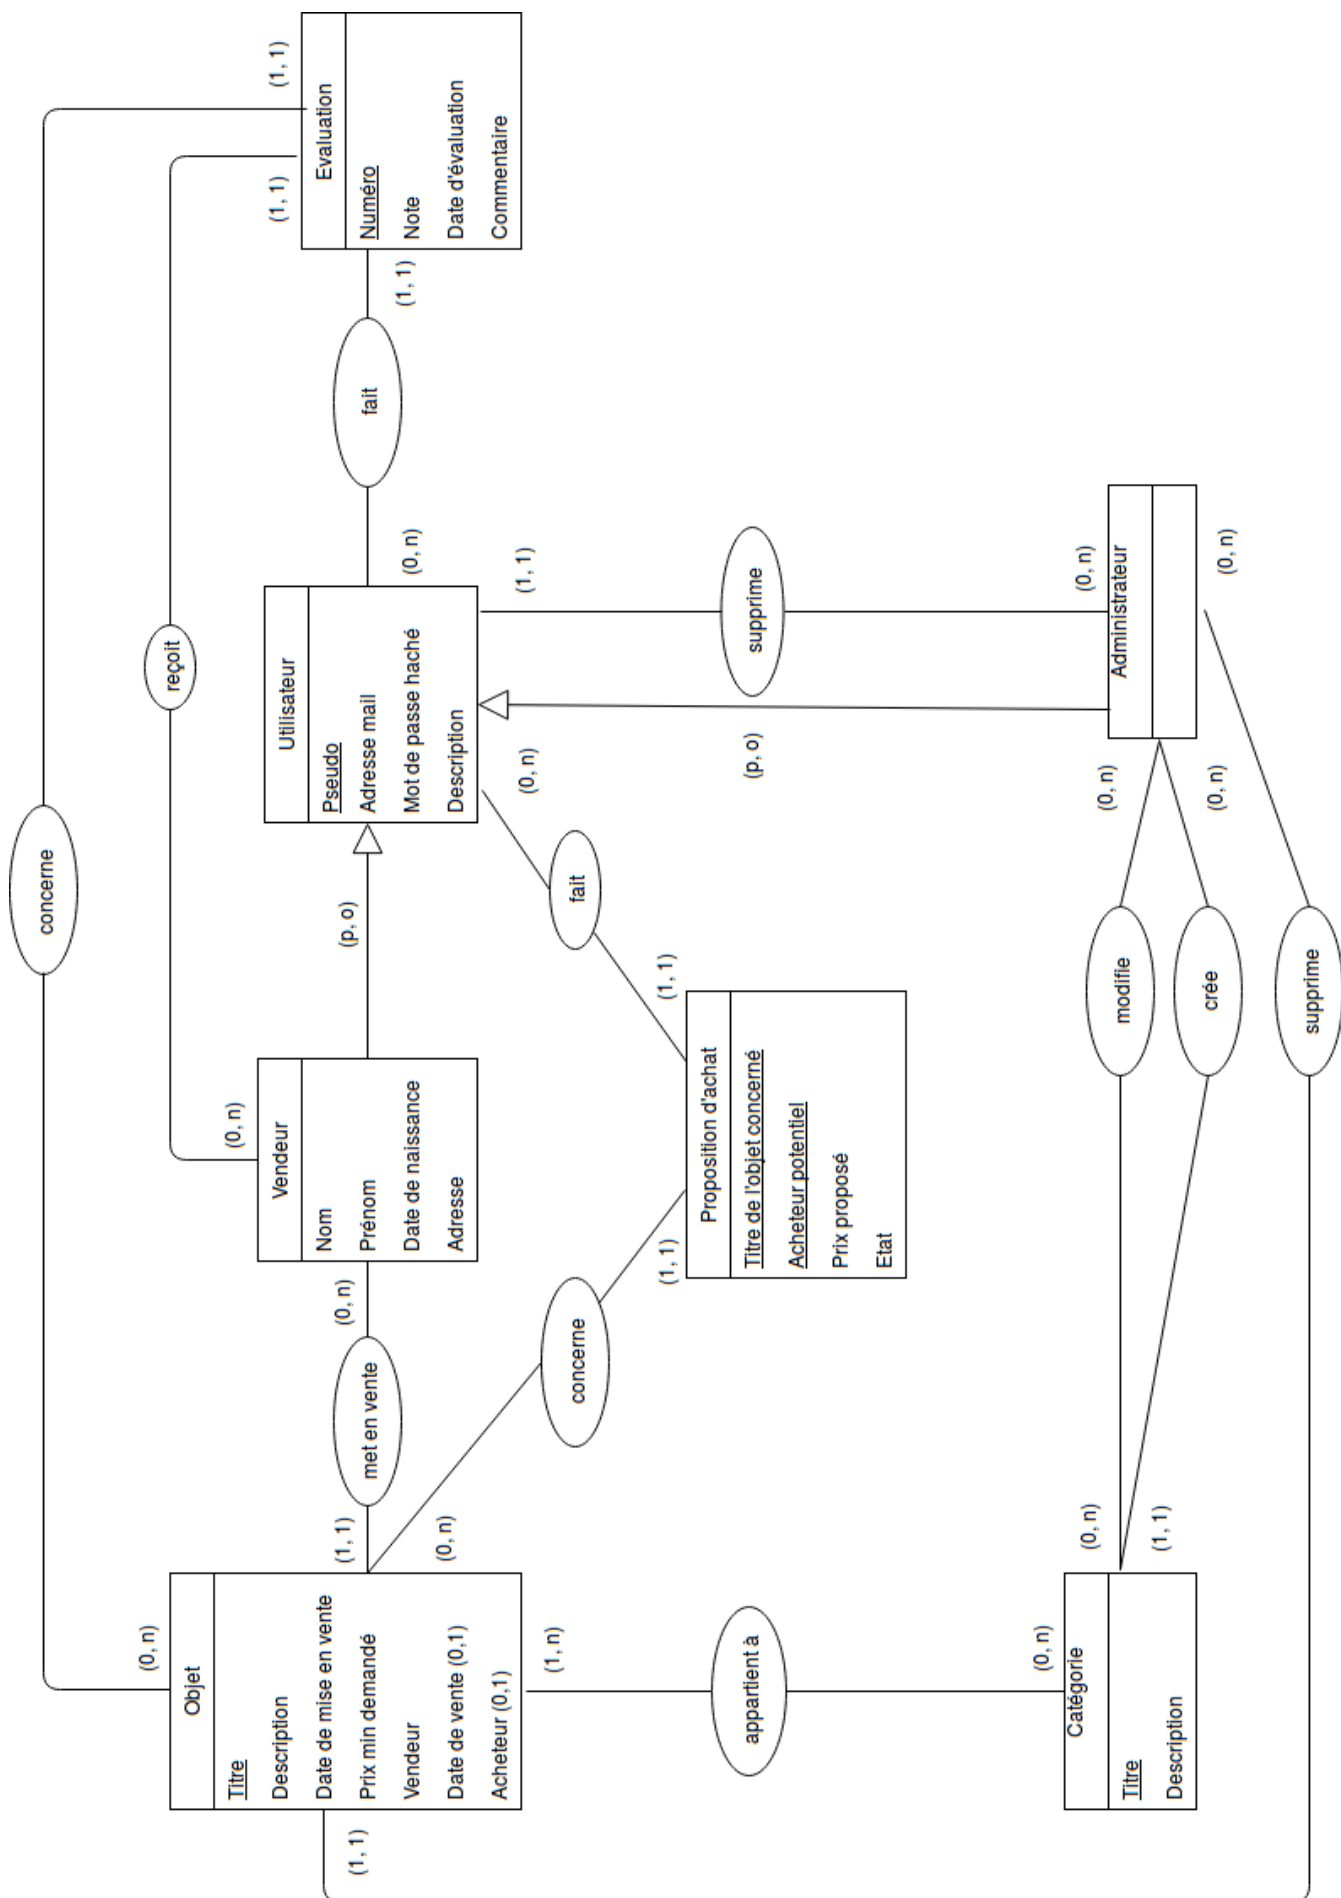 concerne
(0, n)
(1, 1)
reçoit
(0, n)
(1, 1)
Objet
Titre
Description
Date de mise en vente
Prix min demandé
Vendeur
Date de vente (0,1)
Acheteur (0,1)
(1, 1)
met en vente
(0, n)
Vendeur
Nom
Prénom
Date de naissance
Adresse
(p, o)
Utilisateur
Pseudo
Adresse mail
Mot de passe haché
Description
(0, n)
fait
(1, 1)
Evaluation
Numéro
Note
Date d'évaluation
Commentaire
(1, 1)
(0, n)
concerne
(1, 1)
fait
(1, 1)
(0, n)
(1, 1)
Proposition d'achat
Titre de l'objet concerné
Acheteur potentiel
Prix proposé
Etat
(1, n)
appartient à
(0, n)
(p, o)
supprime
(0, n)
Catégorie
Titre
Description
(0, n)
(1, 1)
modifie
crée
(0, n)
(0, n)
Administrateur
supprime
(0, n)